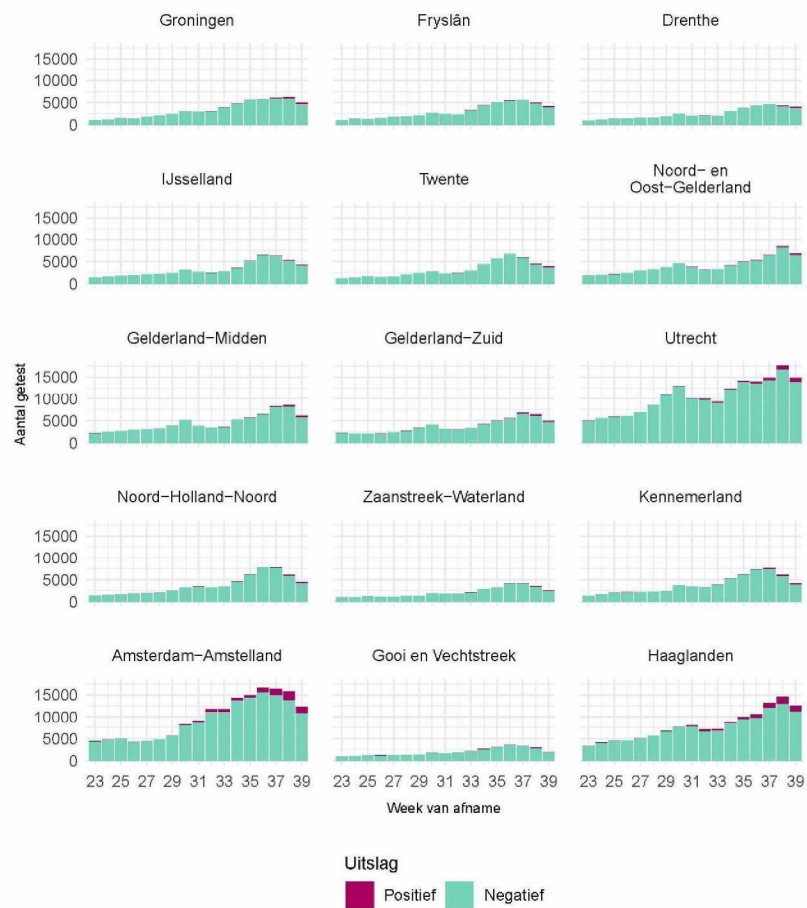 Groningen
Fryslân
Drenthe
15000
10000
5000
0
IJsselland
Twente
Noord− en
Oost−Gelderland
15000
10000
5000
0
Gelderland−Midden
Gelderland−Zuid
Utrecht
Aantal getest
15000
10000
5000
0
Noord−Holland−Noord
Zaanstreek−Waterland
Kennemerland
15000
10000
5000
0
Amsterdam−Amstelland
Gooi en Vechtstreek
Haaglanden
15000
10000
5000
0
23 25 27 29 31 33 35 37 39 23 25 27 29 31 33 35 37 39 23 25 27 29 31 33 35 37 39
Week van afname
Uitslag
Positief Negatief